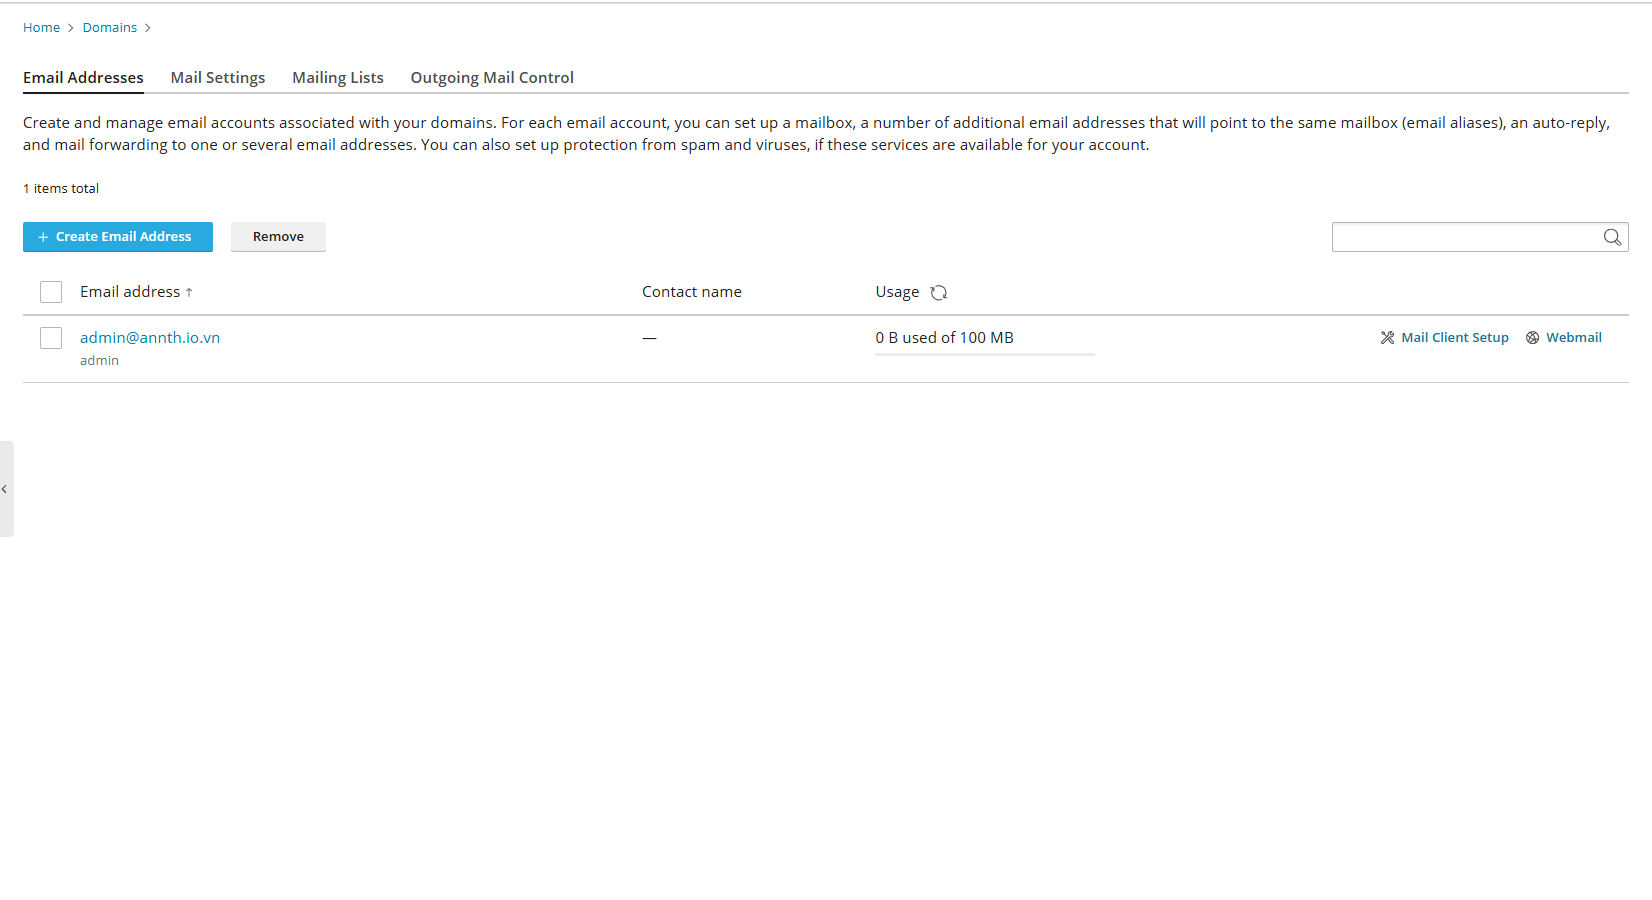 Home > Domains >
Email Addresses Mail Settings Mailing Lists Outgoing Mail Control
Create and manage email accounts associated with your domains. For each email account, you can set up a mailbox, a number of additional email addresses that will point to the same mailbox (email aliases), an auto-reply,
and mail forwarding to one or several email addresses. You can also set up protection from spam and viruses, if these services are available for your account.
1 items total
+ Create Email Address Remove
Email address ↑ Contact name Usage
admin@annth.io.vn — 0 B used of 100 MB Mail Client Setup Webmail
admin